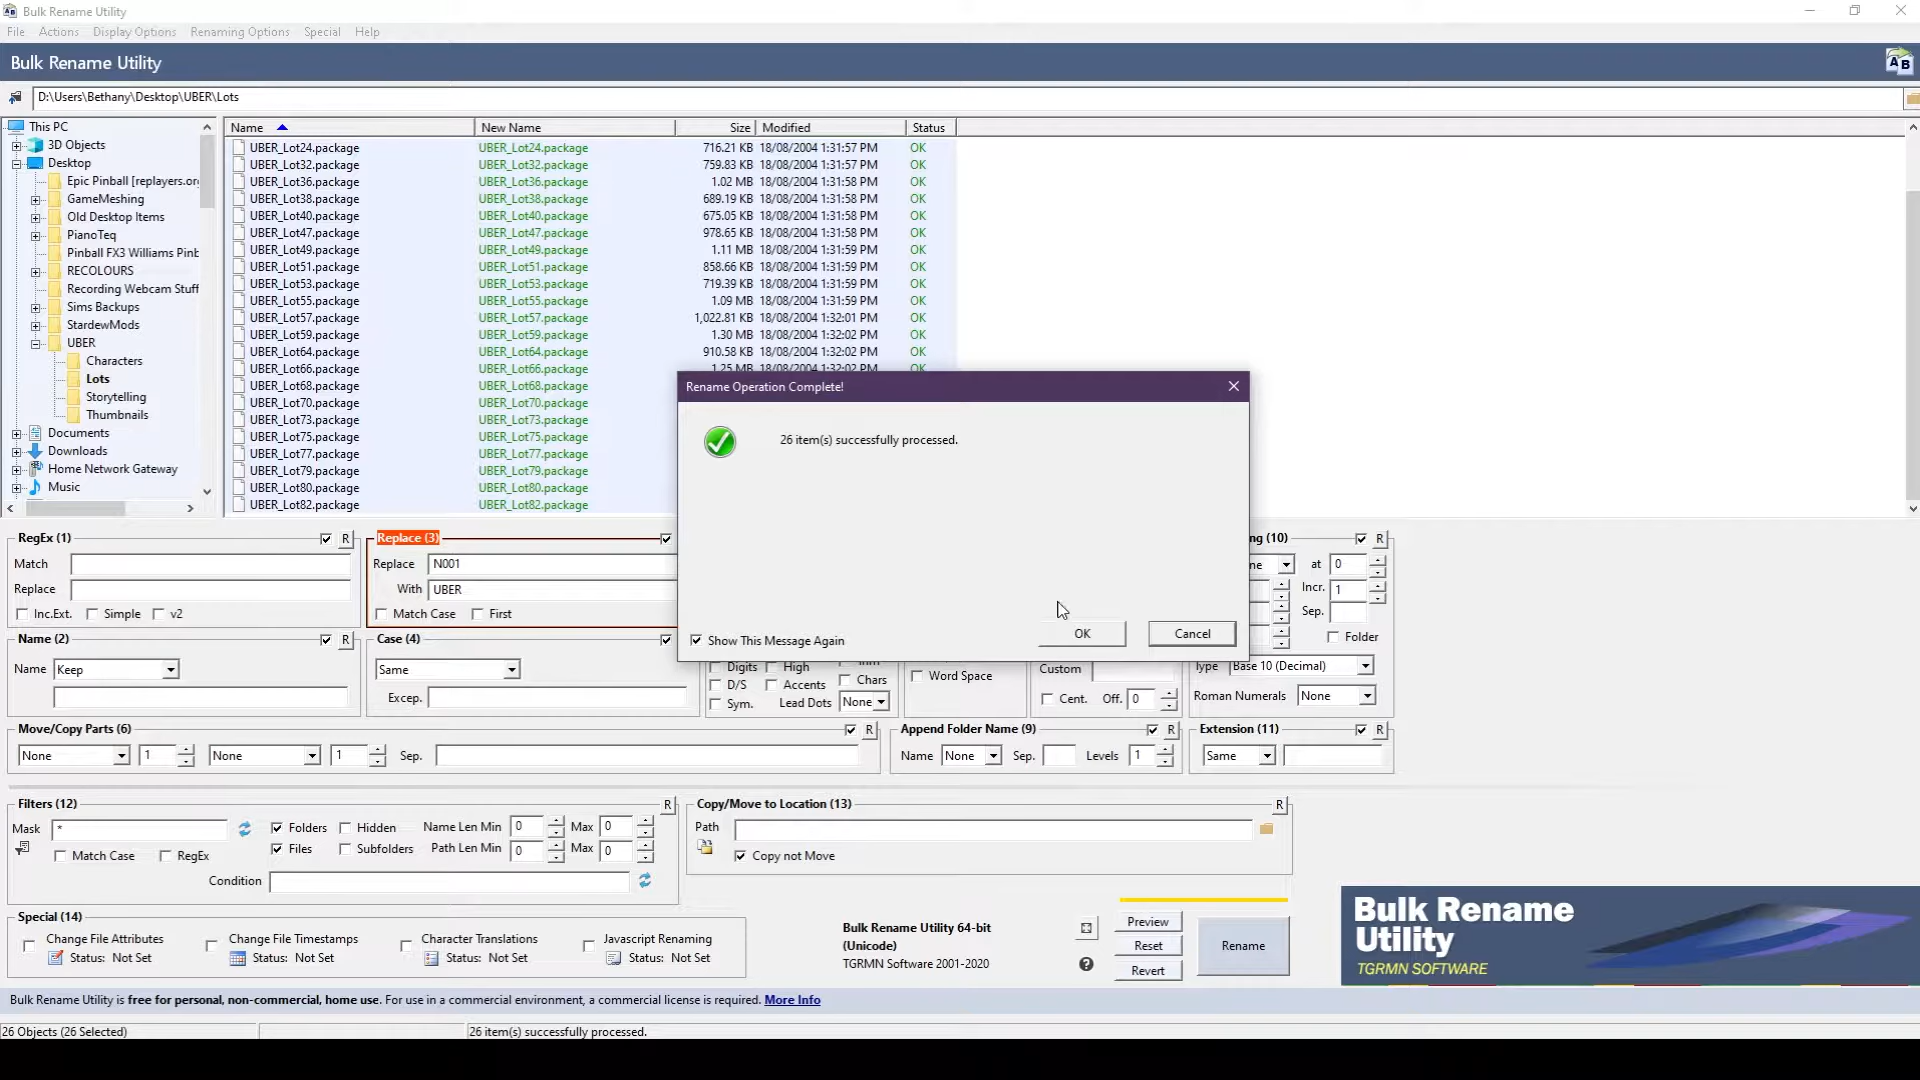 Bulk Rename Utility
File Actions Display Options Renaming Options Special Help
Bulk Rename Utility
D:\Users\Bethany\Desktop\UBER\Lots
This PC
3D Objects
Desktop
Epic Pinball [replayers.or
GameMeshing
Old Desktop Items
PianoTeq
Pinball FX3 Williams Pinb
RECOLOURS
Recording Webcam Stuff
Sims Backups
StardewMods
UBER
Characters
Lots
Storytelling
Thumbnails
Documents
Downloads
Home Network Gateway
Music
Name New Name Size Modified Status
UBER_Lot24.package UBER_Lot24.package 716.21 KB 18/08/2004 1:31:57 PM OK
UBER_Lot32.package UBER_Lot32.package 759.83 KB 18/08/2004 1:31:57 PM OK
UBER_Lot36.package UBER_Lot36.package 1.02 MB 18/08/2004 1:31:58 PM OK
UBER_Lot38.package UBER_Lot38.package 689.19 KB 18/08/2004 1:31:58 PM OK
UBER_Lot40.package UBER_Lot40.package 675.05 KB 18/08/2004 1:31:58 PM OK
UBER_Lot47.package UBER_Lot47.package 978.65 KB 18/08/2004 1:31:58 PM OK
UBER_Lot49.package UBER_Lot49.package 1.11 MB 18/08/2004 1:31:59 PM OK
UBER_Lot51.package UBER_Lot51.package 858.66 KB 18/08/2004 1:31:59 PM OK
UBER_Lot53.package UBER_Lot53.package 719.39 KB 18/08/2004 1:31:59 PM OK
UBER_Lot55.package UBER_Lot55.package 1.09 MB 18/08/2004 1:31:59 PM OK
UBER_Lot57.package UBER_Lot57.package 1,022.81 KB 18/08/2004 1:32:01 PM OK
UBER_Lot59.package UBER_Lot59.package 1.30 MB 18/08/2004 1:32:02 PM OK
UBER_Lot64.package UBER_Lot64.package 910.58 KB 18/08/2004 1:32:02 PM OK
UBER_Lot66.package UBER_Lot66.package 1.25 MB 18/08/2004 1:32:02 PM OK
UBER_Lot68.package UBER_Lot68.package
UBER_Lot70.package UBER_Lot70.package
UBER_Lot73.package UBER_Lot73.package
UBER_Lot75.package UBER_Lot75.package
UBER_Lot77.package UBER_Lot77.package
UBER_Lot79.package UBER_Lot79.package
UBER_Lot80.package UBER_Lot80.package
UBER_Lot82.package UBER_Lot82.package
Rename Operation Complete!
26 item(s) successfully processed.
Show This Message Again
OK Cancel
RegEx (1) R
Match
Replace
Inc.Ext. Simple v2
Replace (3)
Replace N001
With UBER
Match Case First
ng (10) R
ne at 0
Incr. 1
Sep.
Folder
Type Base 10 (Decimal)
Roman Numerals None
Name (2) R
Name Keep
Case (4)
Same
Excep.
Digits High
D/S Accents Chars
Sym. Lead Dots None
Word Space
Custom
Cent. Off. 0
Move/Copy Parts (6) R
None 1 None 1 Sep.
Append Folder Name (9) R
Name None Sep. Levels 1
Extension (11) R
Same
Filters (12) R
Mask * Folders Hidden Name Len Min 0 Max 0
Files Subfolders Path Len Min 0 Max 0
Match Case RegEx
Condition
Copy/Move to Location (13) R
Path
Copy not Move
Special (14)
Change File Attributes Change File Timestamps Character Translations Javascript Renaming
Status: Not Set Status: Not Set Status: Not Set Status: Not Set
Bulk Rename Utility 64-bit
(Unicode)
TGRMN Software 2001-2020
Preview
Reset
Revert
Rename
Bulk Rename
Utility
TGRMN SOFTWARE
Bulk Rename Utility is free for personal, non-commercial, home use. For use in a commercial environment, a commercial license is required. More Info
26 Objects (26 Selected) 26 item(s) successfully processed.